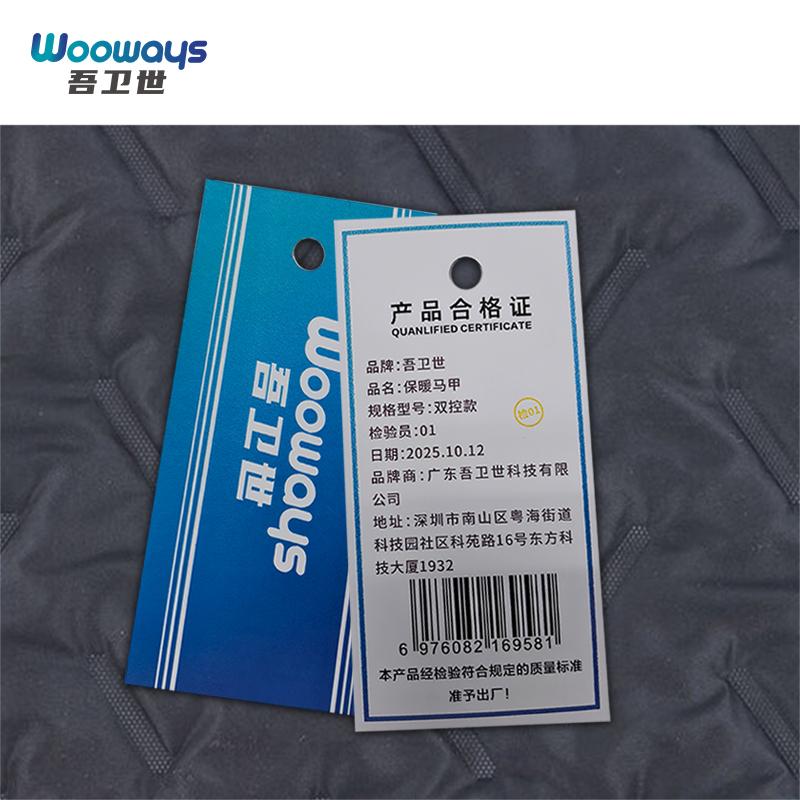 Wooways
吾卫世
Wooways
吾卫世
产品合格证
QUANLIFIED CERTIFICATE
品牌:吾卫世
品名:保暖马甲
规格型号:双控款
检01
检验员:01
日期:2025.10.12
品牌商:广东吾卫世科技有限
公司
地址:深圳市南山区粤海街道
科技园社区科苑路16号东方科
技大厦1932
6 976082 169581
本产品经检验符合规定的质量标准
准予出厂!